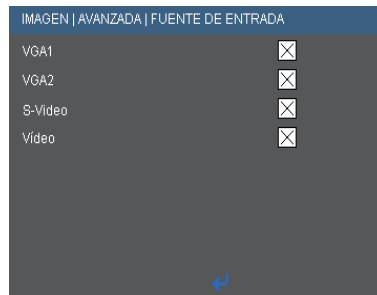 IMAGEN | AVANZADA | FUENTE DE ENTRADA
VGA1
VGA2
S-Video
Vídeo